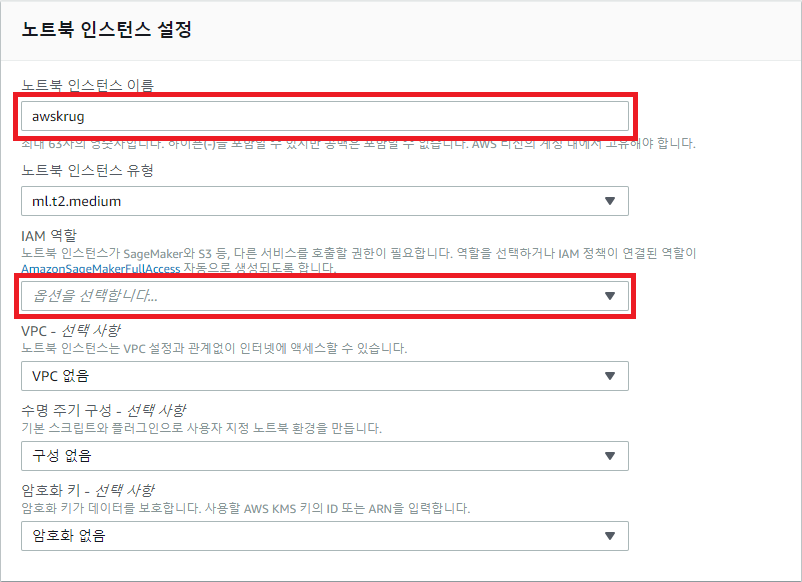 노트북 인스턴스 설정
노트북 인스턴스 이름
awskrug
최대 63자의 영숫자입니다. 하이픈(-)을 포함할 수 있지만 공백은 포함할 수 없습니다. AWS 리전의 계정 내에서 고유해야 합니다.
노트북 인스턴스 유형
ml.t2.medium
IAM 역할
노트북 인스턴스가 SageMaker와 S3 등, 다른 서비스를 호출할 권한이 필요합니다. 역할을 선택하거나 IAM 정책이 연결된 역할이
AmazonSageMakerFullAccess 자동으로 생성되도록 합니다.
옵션을 선택합니다...
VPC - 선택 사항
노트북 인스턴스는 VPC 설정과 관계없이 인터넷에 액세스할 수 있습니다.
VPC 없음
수명 주기 구성 - 선택 사항
기본 스크립트와 플러그인으로 사용자 지정 노트북 환경을 만듭니다.
구성 없음
암호화 키 - 선택 사항
암호화 키가 데이터를 보호합니다. 사용할 AWS KMS 키의 ID 또는 ARN을 입력합니다.
암호화 없음